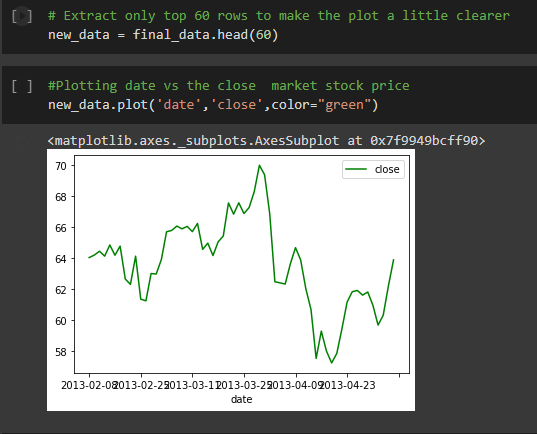 [ ] # Extract only top 60 rows to make the plot a little clearer
new_data = final_data.head(60)
[ ] #Plotting date vs the close  market stock price
new_data.plot('date','close',color="green")
<matplotlib.axes._subplots.AxesSubplot at 0x7f9949bcff90>
close
70
68
66
64
62
60
58
2013-02-08 2013-02-25 2013-03-11 2013-03-25 2013-04-09 2013-04-23
date